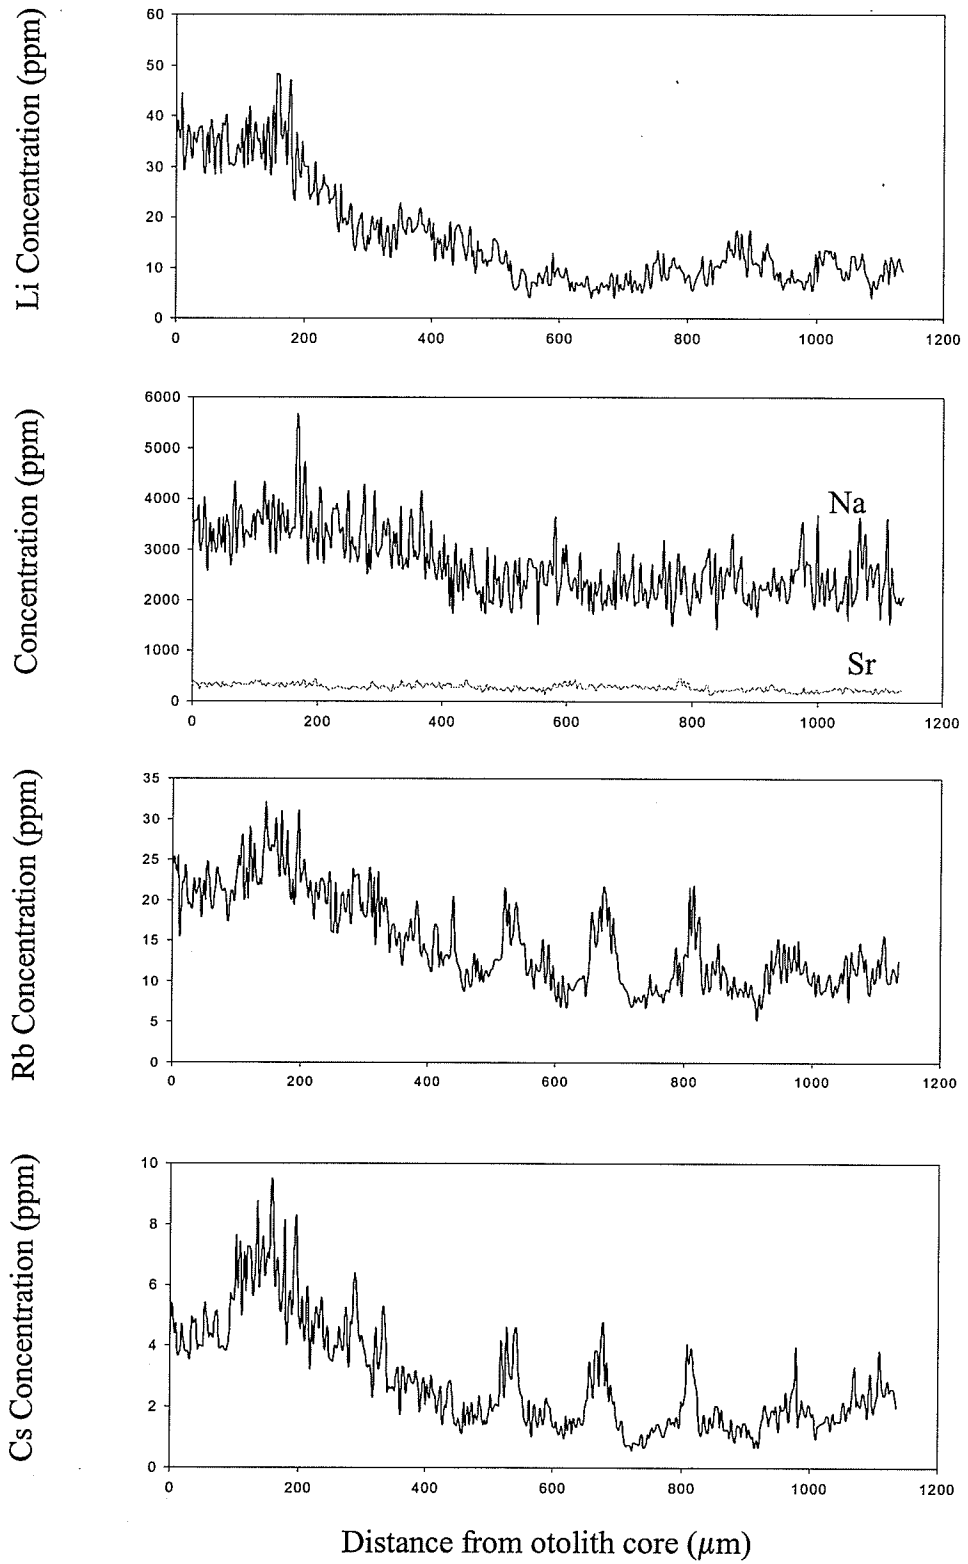 Li Concentration (ppm)
60
50
40
30
20
10
0
0 200 400 600 800 1000 1200
Concentration (ppm)
6000
5000
4000
3000
2000
1000
0
Na
Sr
0 200 400 600 800 1000 1200
Rb Concentration (ppm)
35
30
25
20
15
10
5
0
0 200 400 600 800 1000 1200
Cs Concentration (ppm)
10
8
6
4
2
0
0 200 400 600 800 1000 1200
Distance from otolith core (μm)